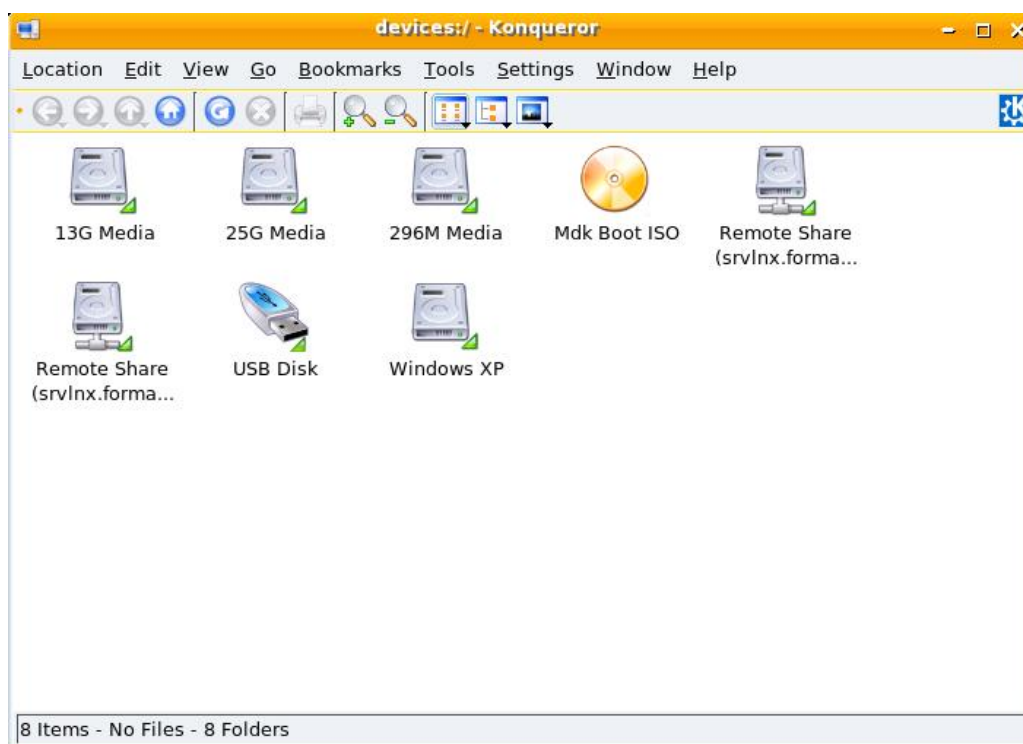 devices:/ - Konqueror
Location Edit View Go Bookmarks Tools Settings Window Help
13G Media 25G Media 296M Media Mdk Boot ISO Remote Share
(srvlnx.forma...
Remote Share USB Disk Windows XP
(srvlnx.forma...
8 Items - No Files - 8 Folders